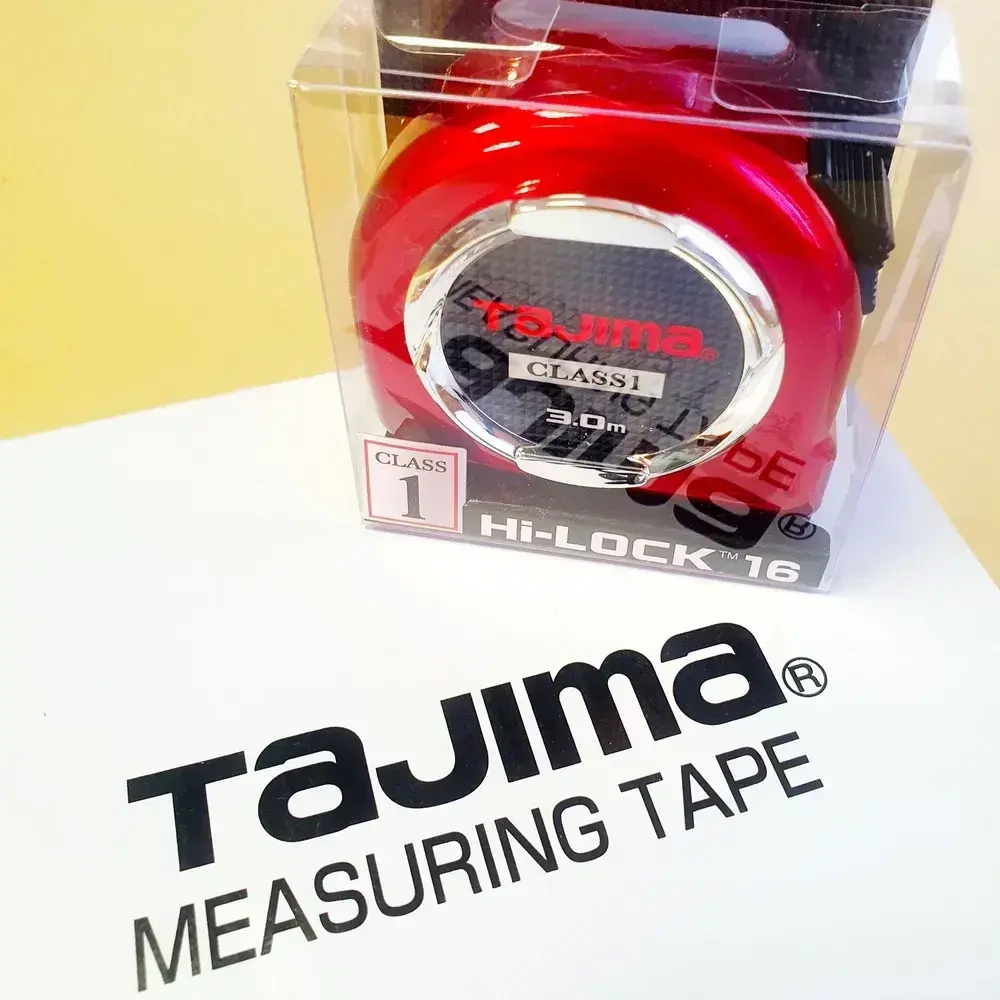 TaJima®
CLASS1
3.0m
CLASS
1
Hi-LOCK™ 16
TaJima®
MEASURING TAPE